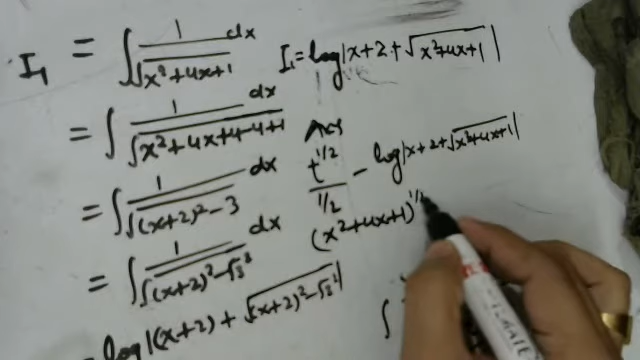 I₁ = ∫ 1/√(x²+4x+1) dx
= ∫ 1/√(x²+4x+4-4+1) dx
= ∫ 1/√((x+2)²-3) dx
= ∫ 1/√((x+2)²-√3²) dx
= log|(x+2) + √((x+2)²-√3²)|
I₁ = log|x+2+√(x²+4x+1)|
Ans
t^(1/2)/(1/2) - log|x+2+√(x²+4x+1)|
(x²+4x+1)^(1/
∫